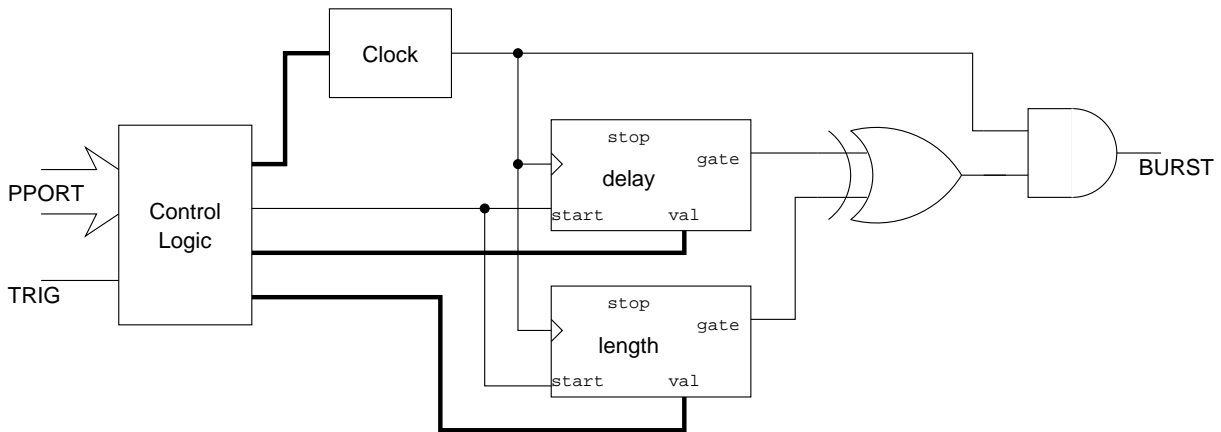 Clock
stop
gate
delay
start
val
PPORT
Control
Logic
TRIG
BURST
stop
gate
length
start
val